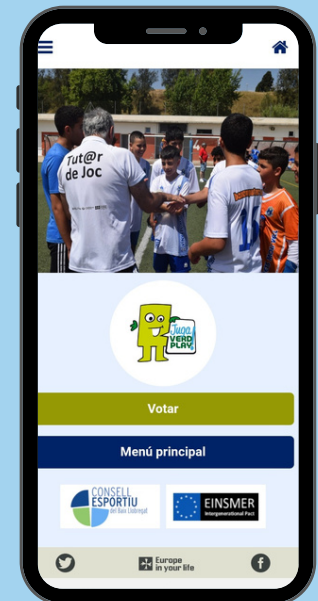 Tut@r
de Joc
Juga
VERD
PLAY
Votar
Menú principal
CONSELL
ESPORTIU
del Baix Llobregat
EINSMER
Intergenerational Pact
Europe
in your life